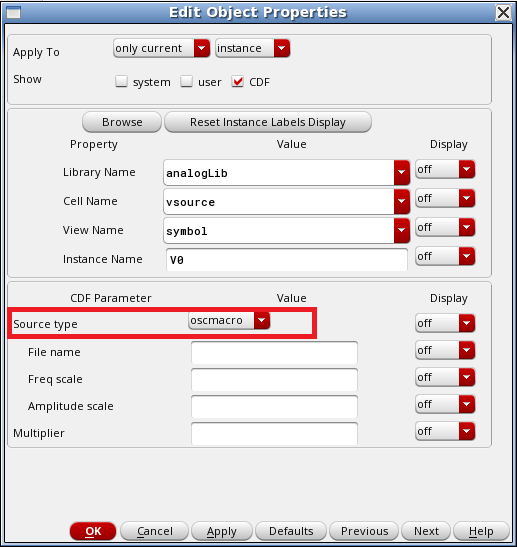 Edit Object Properties
Apply To only current instance
Show system user CDF
Browse Reset Instance Labels Display
Property Value Display
Library Name analogLib off
Cell Name vsource off
View Name symbol off
Instance Name V0 off
CDF Parameter Value Display
Source type oscmacro off
File name off
Freq scale off
Amplitude scale off
Multiplier off
OK Cancel Apply Defaults Previous Next Help